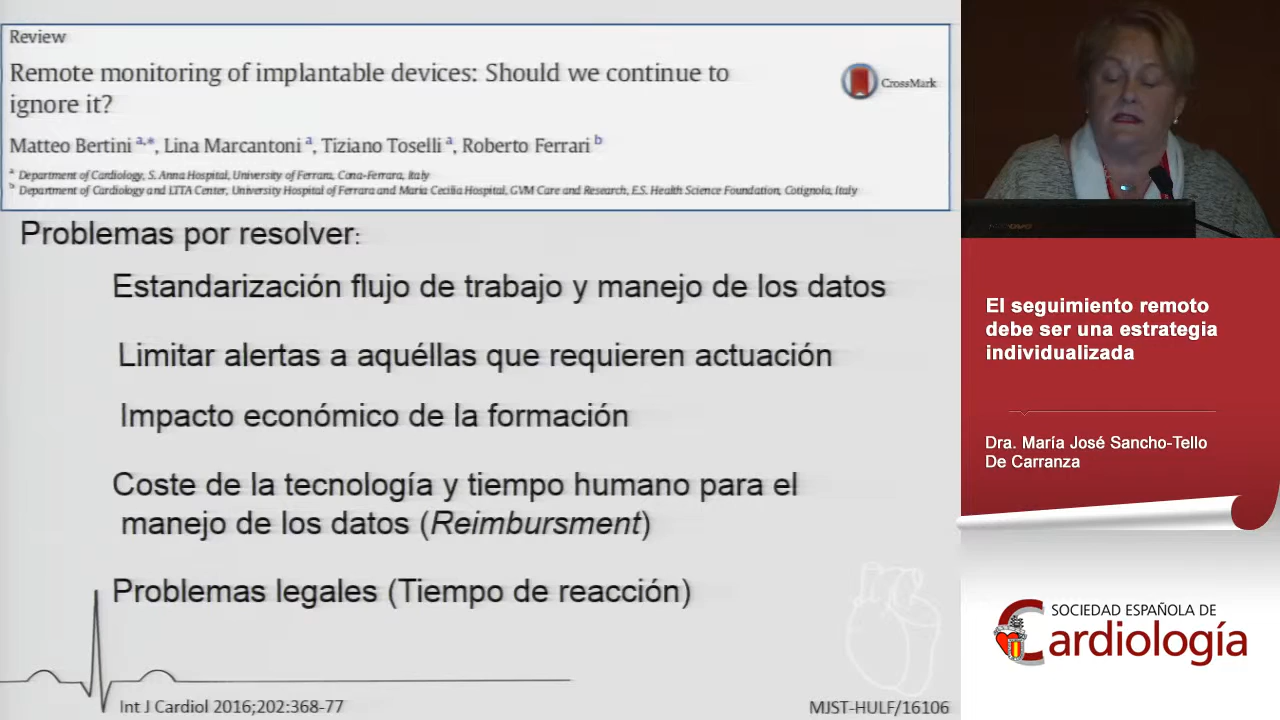 Review
Remote monitoring of implantable devices: Should we continue to
ignore it?
CrossMark
Matteo Bertini a,*, Lina Marcantoni a, Tiziano Toselli a, Roberto Ferrari b
a Department of Cardiology, S. Anna Hospital, University of Ferrara, Cona-Ferrara, Italy
b Department of Cardiology and LTTA Center, University Hospital of Ferrara and Maria Cecilia Hospital, GVM Care and Research, E.S. Health Science Foundation, Cotignola, Italy
Problemas por resolver:
Estandarización flujo de trabajo y manejo de los datos
Limitar alertas a aquéllas que requieren actuación
Impacto económico de la formación
Coste de la tecnología y tiempo humano para el
manejo de los datos (Reimbursment)
Problemas legales (Tiempo de reacción)
Int J Cardiol 2016;202:368-77
MJST-HULF/16106
El seguimiento remoto
debe ser una estrategia
individualizada
Dra. María José Sancho-Tello
De Carranza
SOCIEDAD ESPAÑOLA DE
Cardiología